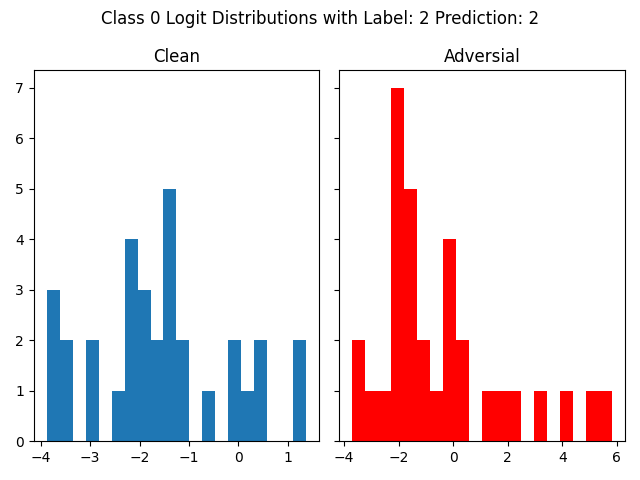 Class 0 Logit Distributions with Label: 2 Prediction: 2
Clean
Adversial
7
6
5
4
3
2
1
0
−4 −3 −2 −1 0 1
−4 −2 0 2 4 6